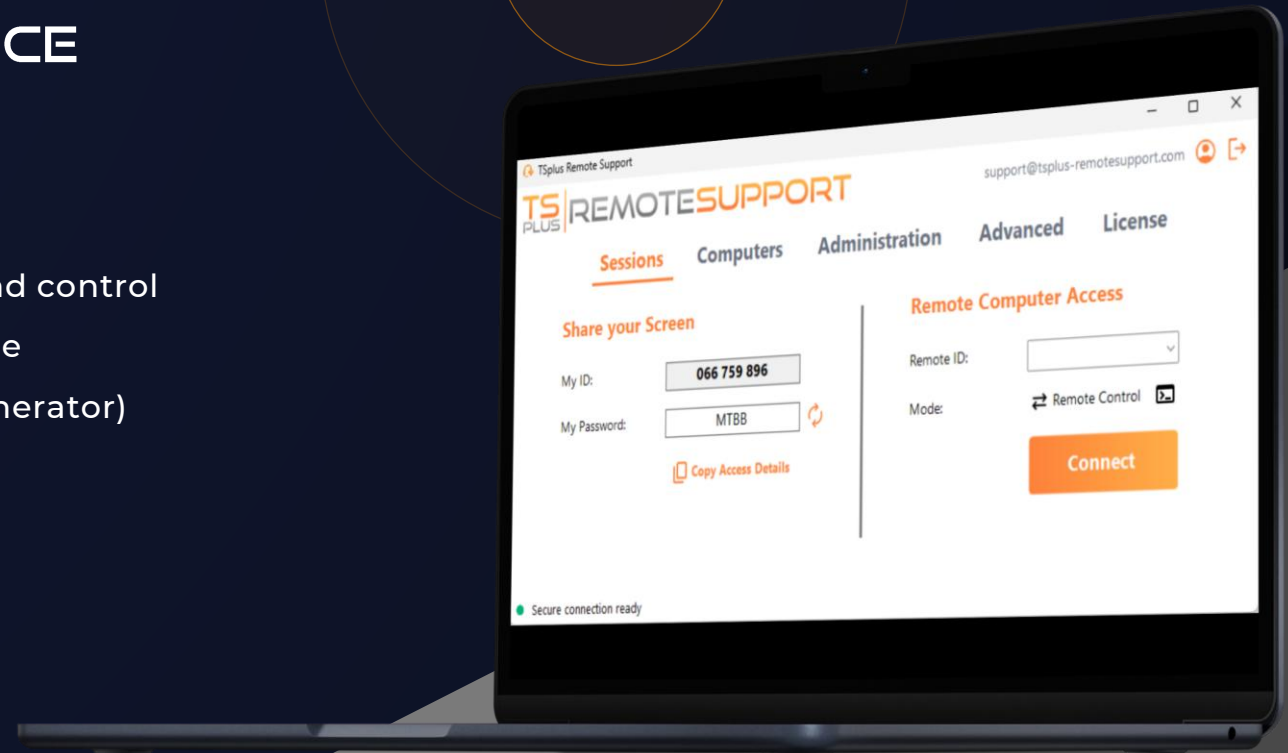 CE
nd control
e
nerator)
TSplus Remote Support
support@tsplus-remotesupport.com
TS PLUS REMOTESUPPORT
Sessions Computers Administration Advanced License
Share your Screen
My ID: 066 759 896
My Password: MTBB
Copy Access Details
Remote Computer Access
Remote ID:
Mode: Remote Control
Connect
Secure connection ready